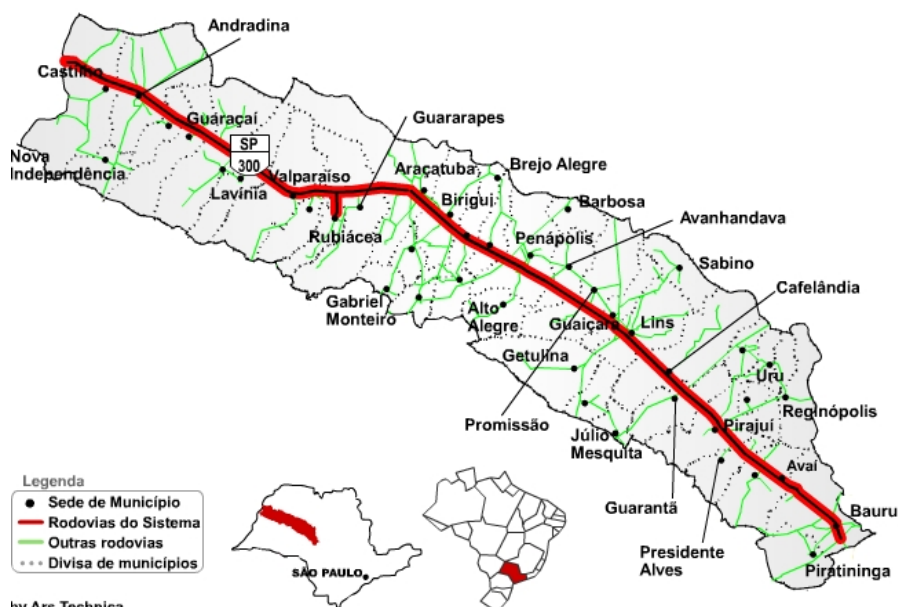 Andradina
Castilho
Guáraçaí
Guararapes
SP
300
Nova
Independência
Valparaíso
Araçatuba
Brejo Alegre
Lavínia
Birigui
Barbosa
Avanhandava
Rubiácea
Penápolis
Sabino
Gabriel
Monteiro
Alto
Alegre
Guaiçara
Lins
Cafelândia
Getulina
Uru
Promissão
Reginópolis
Júlio
Mesquita
Pirajuí
Avaí
Guarantã
Bauru
Presidente
Alves
Piratininga
Legenda
Sede de Município
Rodovias do Sistema
Outras rodovias
Divisa de municípios
SÃO PAULO
by Ars Technica